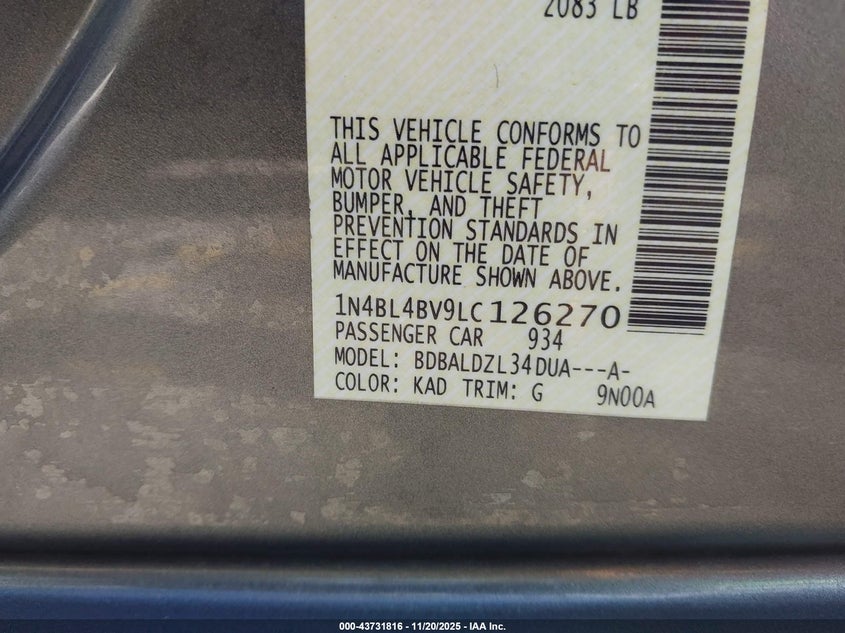 2083 LB
THIS VEHICLE CONFORMS TO
ALL APPLICABLE FEDERAL
MOTOR VEHICLE SAFETY,
BUMPER, AND THEFT
PREVENTION STANDARDS IN
EFFECT ON THE DATE OF
MANUFACTURE SHOWN ABOVE.
1N4BL4BV9LC126270
PASSENGER CAR 934
MODEL: BDBALDZL34DUA---A-
COLOR: KAD TRIM: G 9N00A
000-43731816 - 11/20/2025 - IAA Inc.